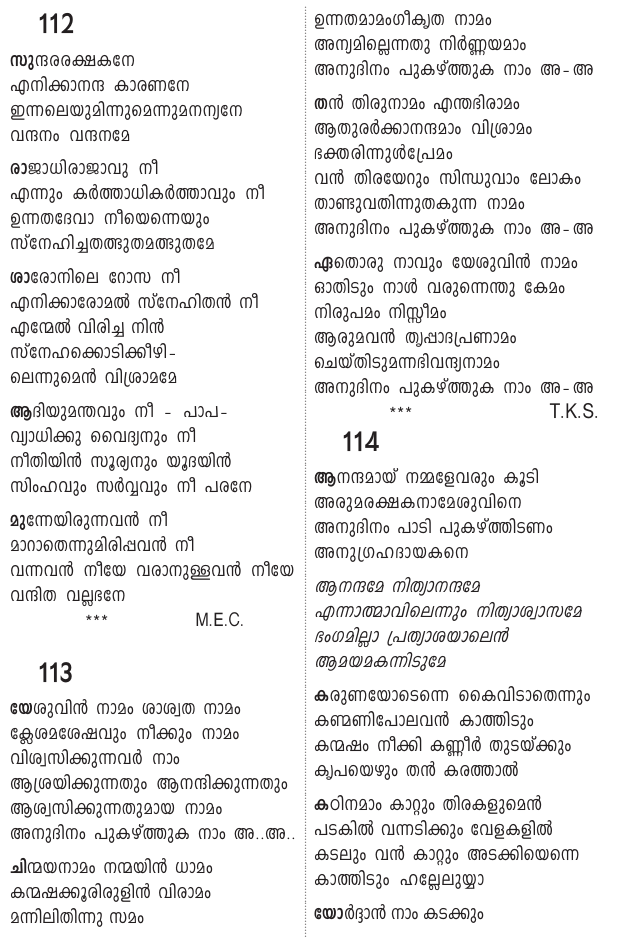 112
സുന്ദരരക്ഷകനേ
എനിക്കാനന്ദ കാരണനേ
ഇന്നലെയുമിന്നുമെന്നുമനന്യനേ
വന്ദനം വന്ദനമേ
രാജാധിരാജാവു നീ
എന്നും കർത്താധികർത്താവും നീ
ഉന്നതദേവാ നീയെന്നെയും
സ്നേഹിച്ചതത്ഭുതമത്ഭുതമേ
ശാരോനിലെ റോസ നീ
എനിക്കാരോമൽ സ്നേഹിതൻ നീ
എന്മേൽ വിരിച്ച നിൻ
സ്നേഹക്കൊടിക്കീഴി-
ലെന്നുമെൻ വിശ്രാമമേ
ആദിയുമന്തവും നീ - പാപ-
വ്യാധിക്കു വൈദ്യനും നീ
നീതിയിൻ സൂര്യനും യൂദയിൻ
സിംഹവും സർവ്വവും നീ പരനേ
മുന്നേയിരുന്നവൻ നീ
മാറാതെന്നുമിരിപ്പവൻ നീ
വന്നവൻ നീയേ വരാനുള്ളവൻ നീയേ
വന്ദിത വല്ലഭനേ
*** M.E.C.
113
യേശുവിൻ നാമം ശാശ്വത നാമം
ക്ലേശമശേഷവും നീക്കും നാമം
വിശ്വസിക്കുന്നവർ നാം
ആശ്രയിക്കുന്നതും ആനന്ദിക്കുന്നതും
ആശ്വസിക്കുന്നതുമായ നാമം
അനുദിനം പുകഴ്ത്തുക നാം അ..അ..
ചിന്മയനാമം നന്മയിൻ ധാമം
കന്മഷക്കൂരിരുളിൻ വിരാമം
മന്നിലിതിന്നു സമം
ഉന്നതമാമംഗീകൃത നാമം
അന്യമില്ലെന്നതു നിർണ്ണയമാം
അനുദിനം പുകഴ്ത്തുക നാം അ-അ
തൻ തിരുനാമം എന്തഭിരാമം
ആതുരർക്കാനന്ദമാം വിശ്രാമം
ഭക്തരിന്നുൾപ്രേമം
വൻ തിരയേറും സിന്ധുവാം ലോകം
താണ്ടുവതിന്നുതകുന്ന നാമം
അനുദിനം പുകഴ്ത്തുക നാം അ-അ
ഏതൊരു നാവും യേശുവിൻ നാമം
ഓതിടും നാൾ വരുന്നെന്തു കേമം
നിരുപമം നിസ്സീമം
ആരുമവൻ തൃപ്പാദപ്രണാമം
ചെയ്തിടുമന്നഭിവന്ദ്യനാമം
അനുദിനം പുകഴ്ത്തുക നാം അ-അ
*** T.K.S.
114
ആനന്ദമായ് നമ്മളേവരും കൂടി
അരുമരക്ഷകനാമേശുവിനെ
അനുദിനം പാടി പുകഴ്ത്തിടണം
അനുഗ്രഹദായകനെ
ആനന്ദമേ നിത്യാനന്ദമേ
എന്നാത്മാവിലെന്നും നിത്യാശ്വാസമേ
ഭംഗമില്ലാ പ്രത്യാശയാലെൻ
ആമയമകന്നിടുമേ
കരുണയോടെന്നെ കൈവിടാതെന്നും
കണ്മണിപോലവൻ കാത്തിടും
കന്മഷം നീക്കി കണ്ണീർ തുടയ്ക്കും
കൃപയെഴും തൻ കരത്താൽ
കഠിനമാം കാറ്റും തിരകളുമെൻ
പടകിൽ വന്നടിക്കും വേളകളിൽ
കടലും വൻ കാറ്റും അടക്കിയെന്നെ
കാത്തിടും ഹല്ലേലുയ്യാ
യോർദ്ദാൻ നാം കടക്കും